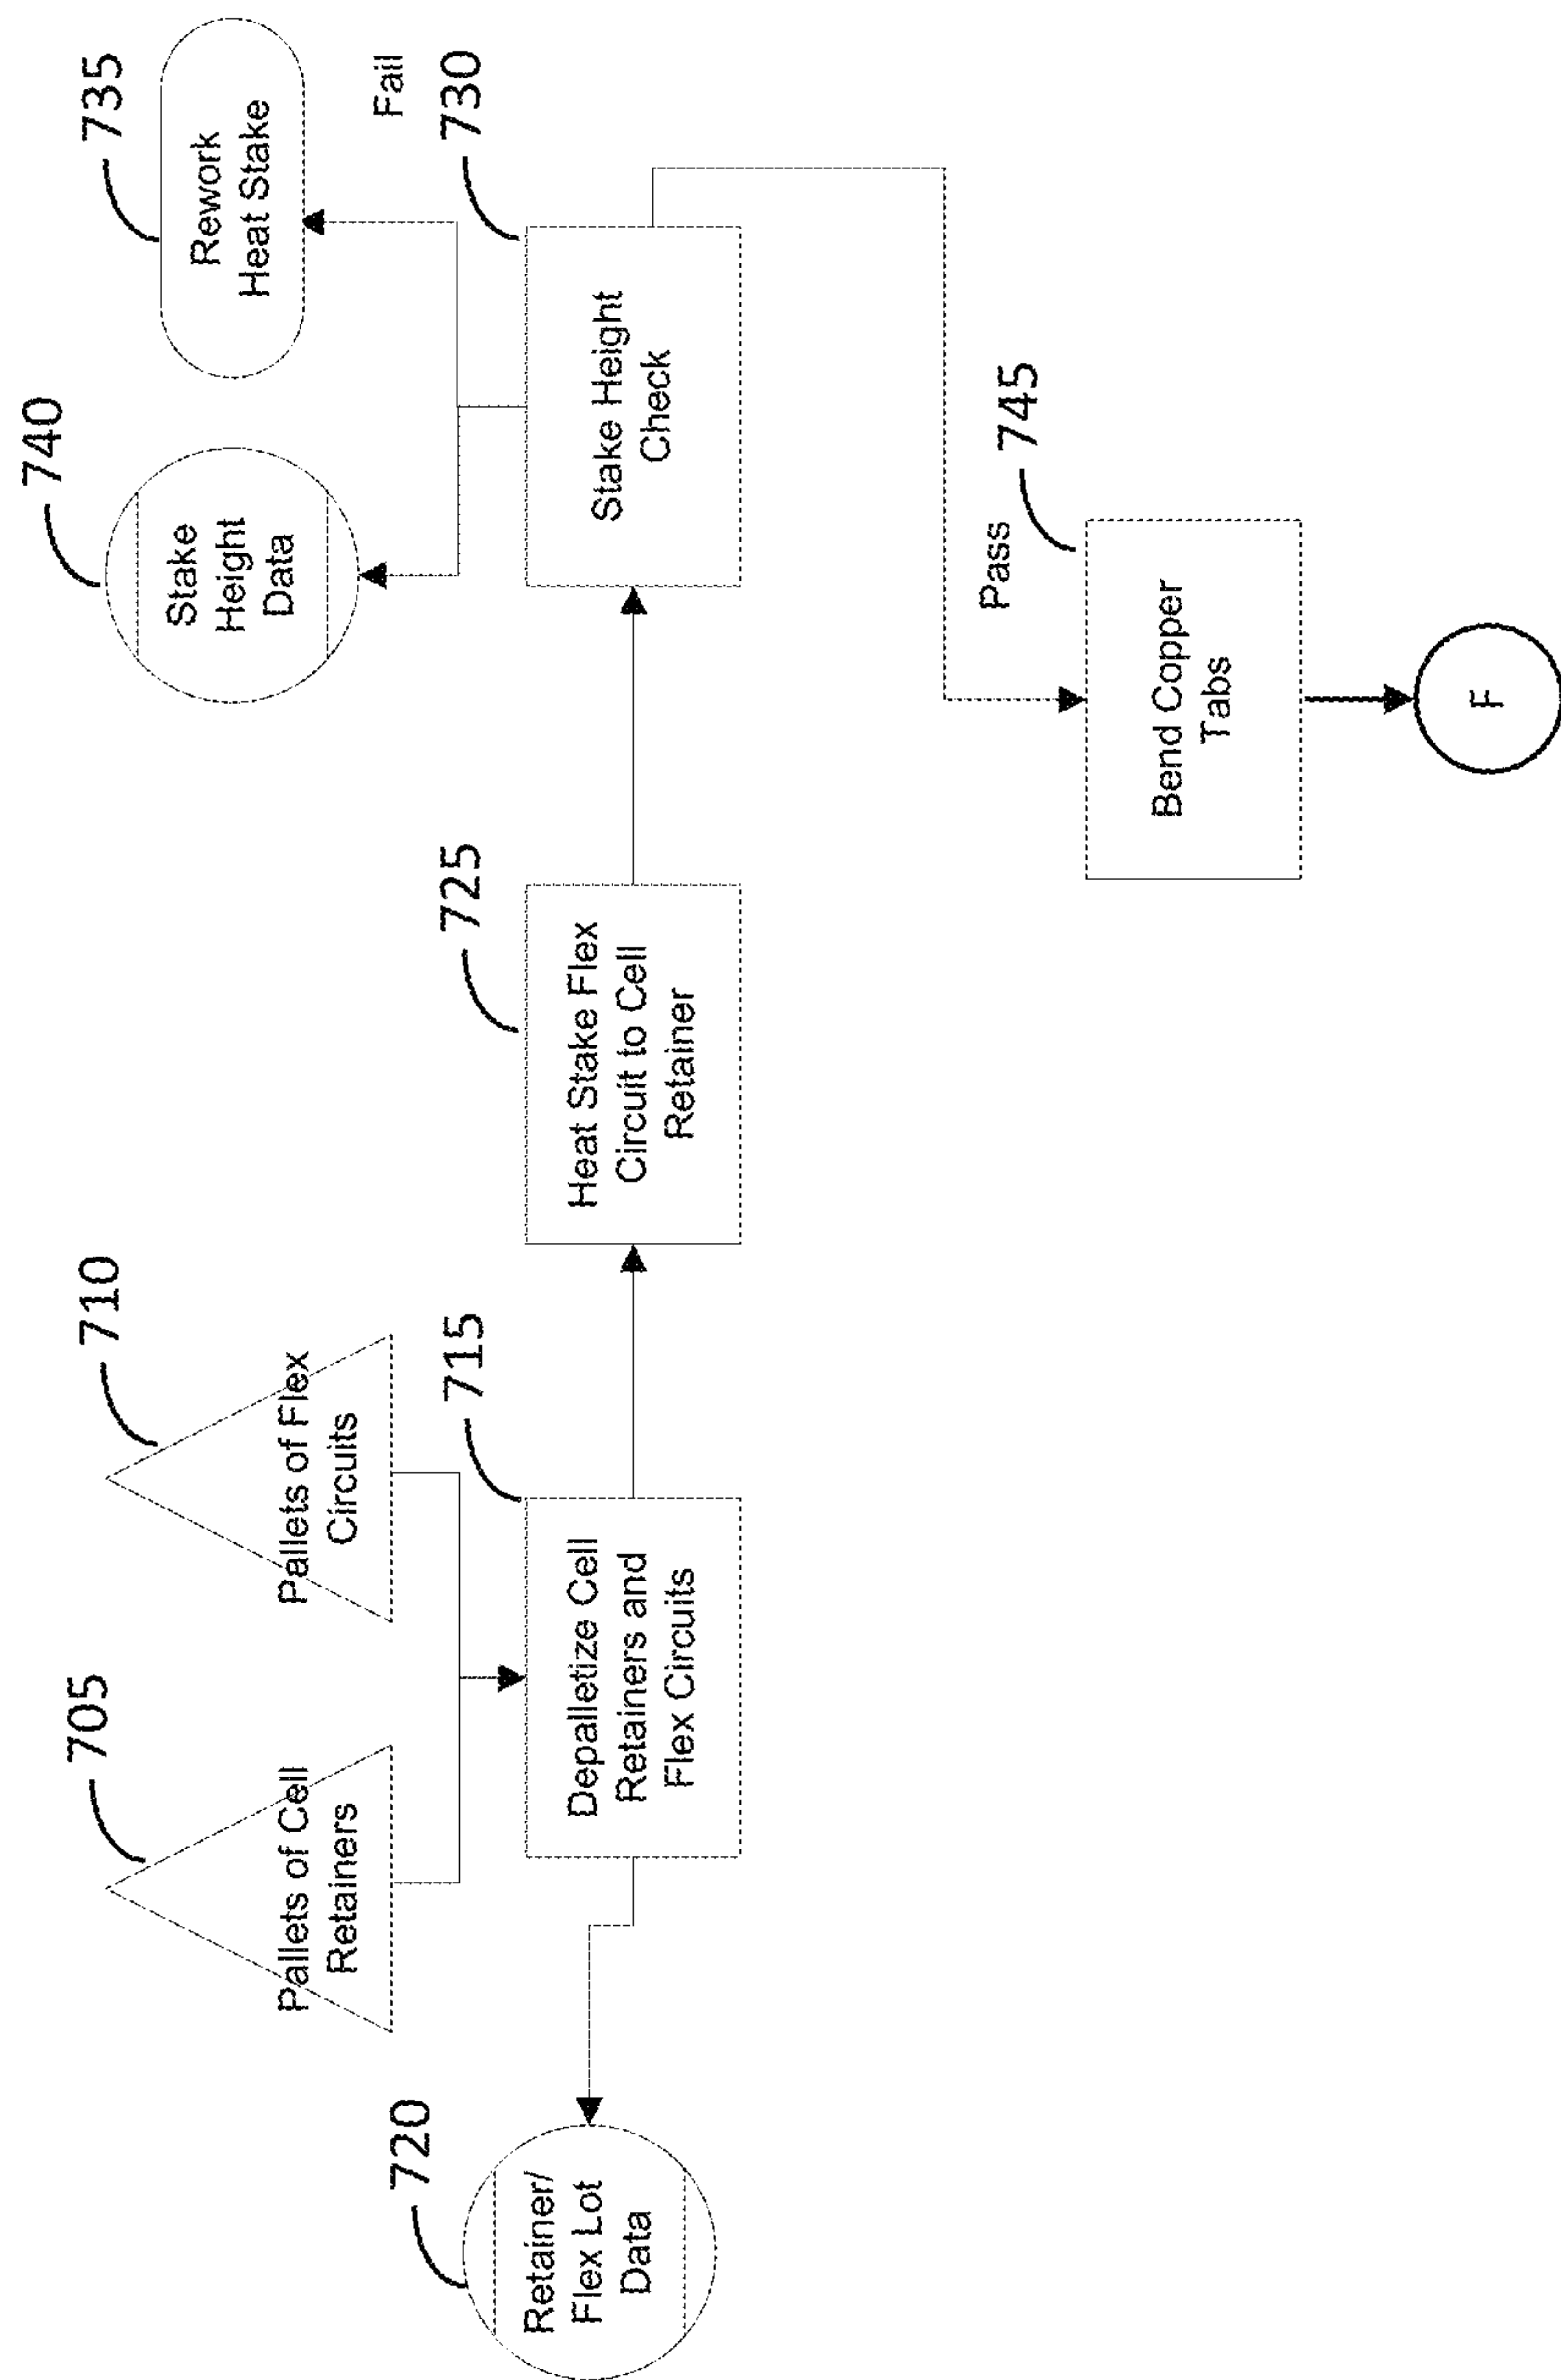 705
Pallets of Cell
Retainers
710
Pallets of Flex
Circuits
740
Stake
Height
Data
735
Rework
Heat Stake
Fail
720
Retainer/
Flex Lot
Data
715
Depalletize Cell
Retainers and
Flex Circuits
725
Heat Stake Flex
Circuit to Cell
Retainer
730
Stake Height
Check
Pass
745
Bend Copper
Tabs
F